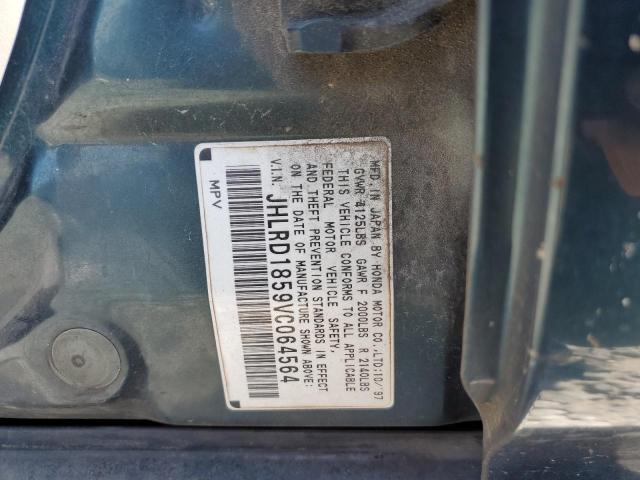 MFD. IN JAPAN BY HONDA MOTOR CO.,LTD:10/97
GVWR 4125LBS GAWR F 2000LBS R 2140LBS
THIS VEHICLE CONFORMS TO ALL APPLICABLE
FEDERAL MOTOR VEHICLE SAFETY,
AND THEFT PREVENTION STANDARDS IN EFFECT
ON THE DATE OF MANUFACTURE SHOWN ABOVE:
V.I.N: JHLRD1859VC064564
MPV